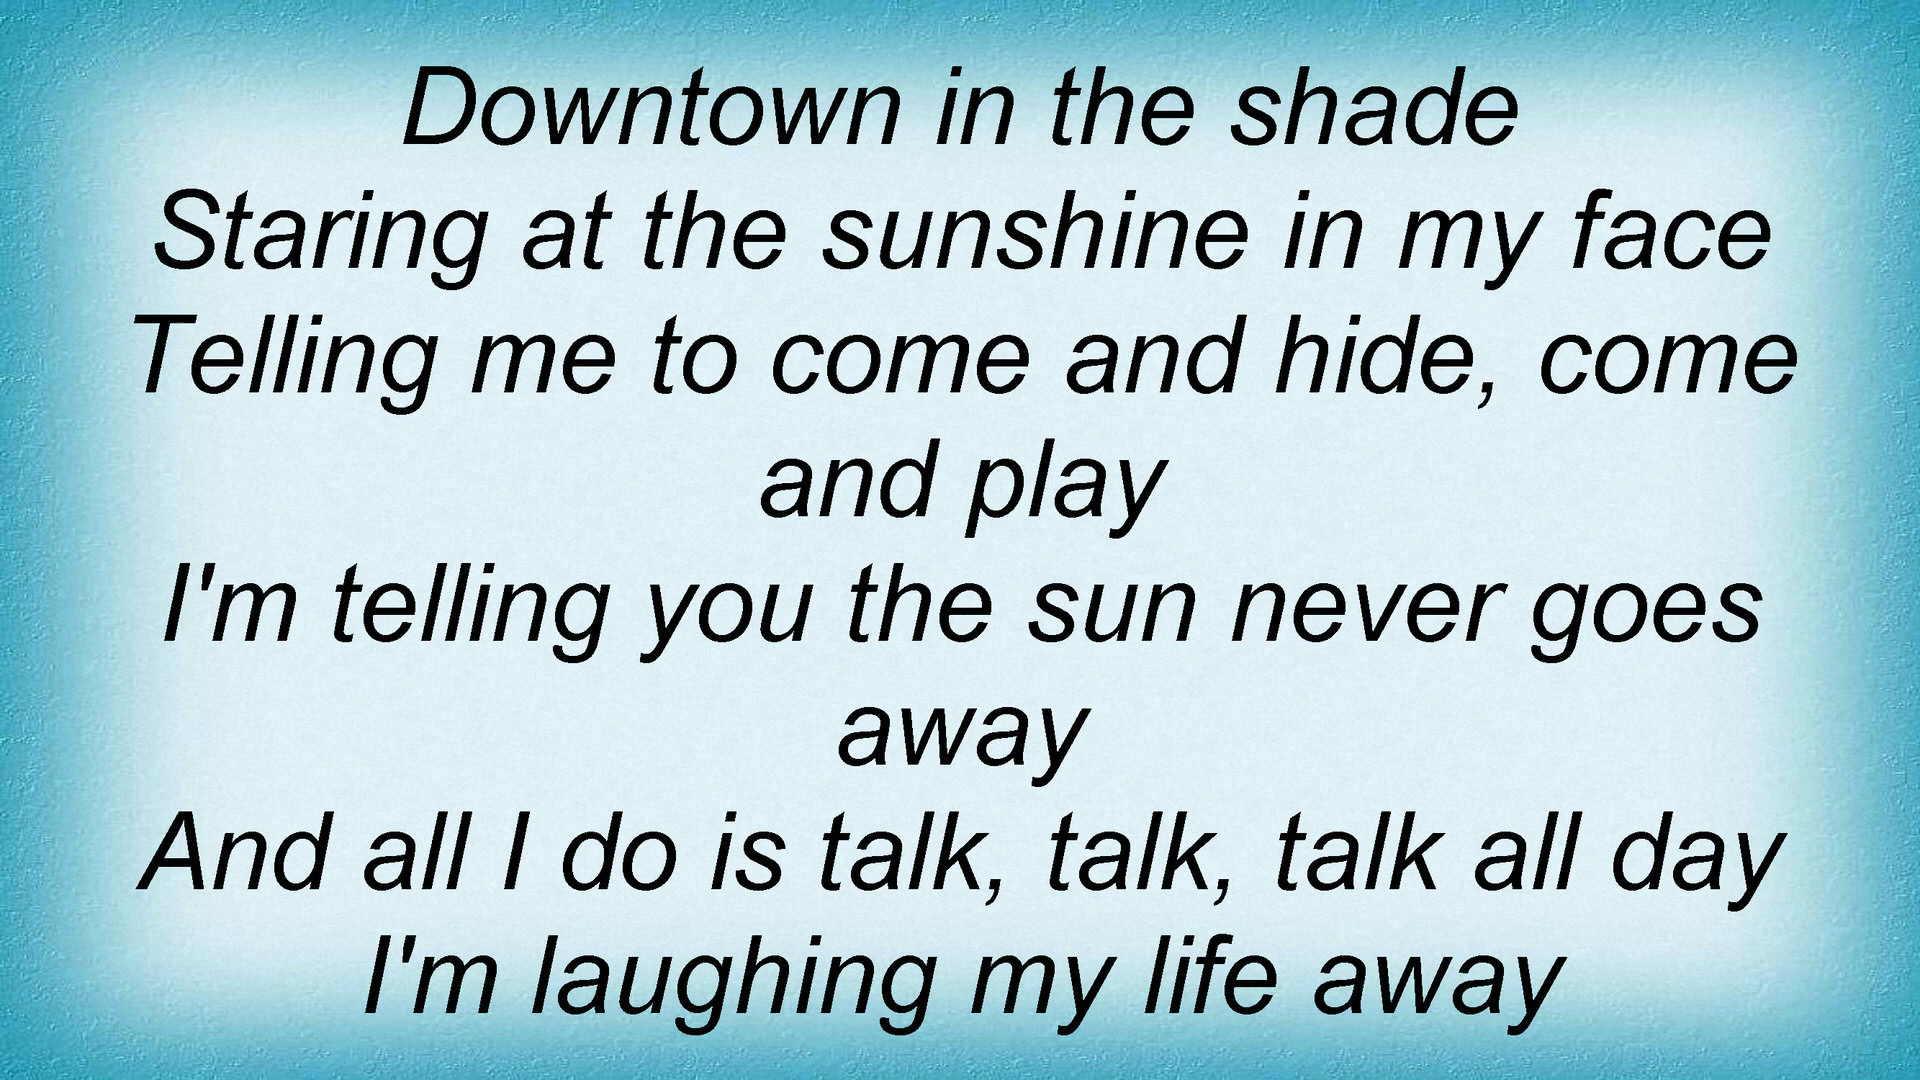 Downtown in the shade
Staring at the sunshine in my face
Telling me to come and hide, come
and play
I'm telling you the sun never goes
away
And all I do is talk, talk, talk all day
I'm laughing my life away